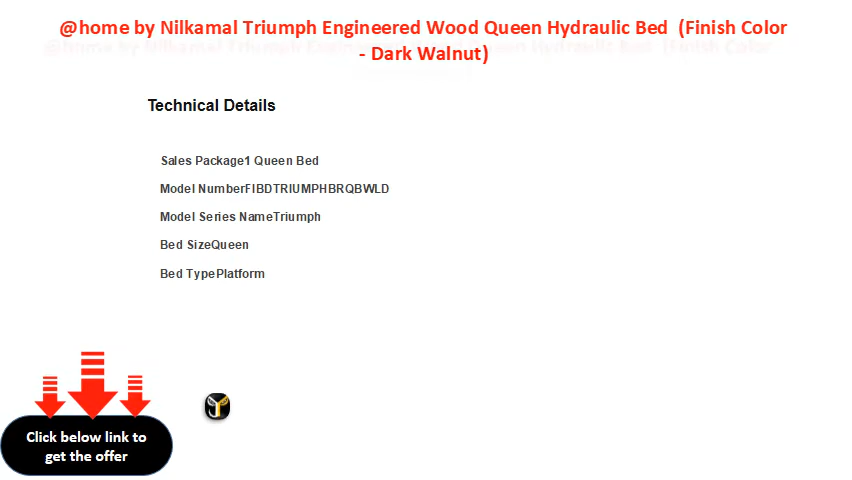 @home by Nilkamal Triumph Engineered Wood Queen Hydraulic Bed  (Finish Color
- Dark Walnut)
Technical Details
Sales Package1 Queen Bed
Model NumberFIBDTRIUMPHBRQBWLD
Model Series NameTriumph
Bed SizeQueen
Bed TypePlatform
Click below link to
get the offer